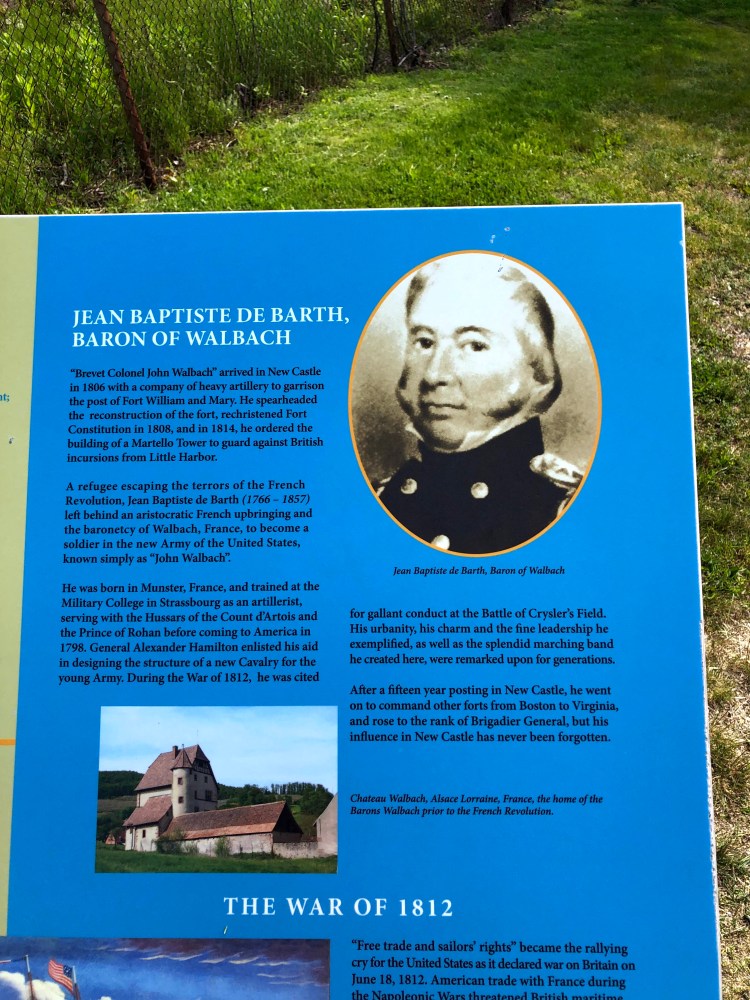 nt;
JEAN BAPTISTE DE BARTH,
BARON OF WALBACH
“Brevet Colonel John Walbach” arrived in New Castle
in 1806 with a company of heavy artillery to garrison
the post of Fort William and Mary. He spearheaded
the reconstruction of the fort, rechristened Fort
Constitution in 1808, and in 1814, he ordered the
building of a Martello Tower to guard against British
incursions from Little Harbor.
A refugee escaping the terrors of the French
Revolution, Jean Baptiste de Barth (1766 – 1857)
left behind an aristocratic French upbringing and
the baronetcy of Walbach, France, to become a
soldier in the new Army of the United States,
known simply as “John Walbach”.
He was born in Munster, France, and trained at the
Military College in Strassbourg as an artillerist,
serving with the Hussars of the Count d’Artois and
the Prince of Rohan before coming to America in
1798. General Alexander Hamilton enlisted his aid
in designing the structure of a new Cavalry for the
young Army. During the War of 1812, he was cited
Jean Baptiste de Barth, Baron of Walbach
for gallant conduct at the Battle of Crysler’s Field.
His urbanity, his charm and the fine leadership he
exemplified, as well as the splendid marching band
he created here, were remarked upon for generations.
After a fifteen year posting in New Castle, he went
on to command other forts from Boston to Virginia,
and rose to the rank of Brigadier General, but his
influence in New Castle has never been forgotten.
Chateau Walbach, Alsace Lorraine, France, the home of the
Barons Walbach prior to the French Revolution.
THE WAR OF 1812
“Free trade and sailors’ rights” became the rallying
cry for the United States as it declared war on Britain on
June 18, 1812. American trade with France during
the Napoleonic Wars threatened British maritime